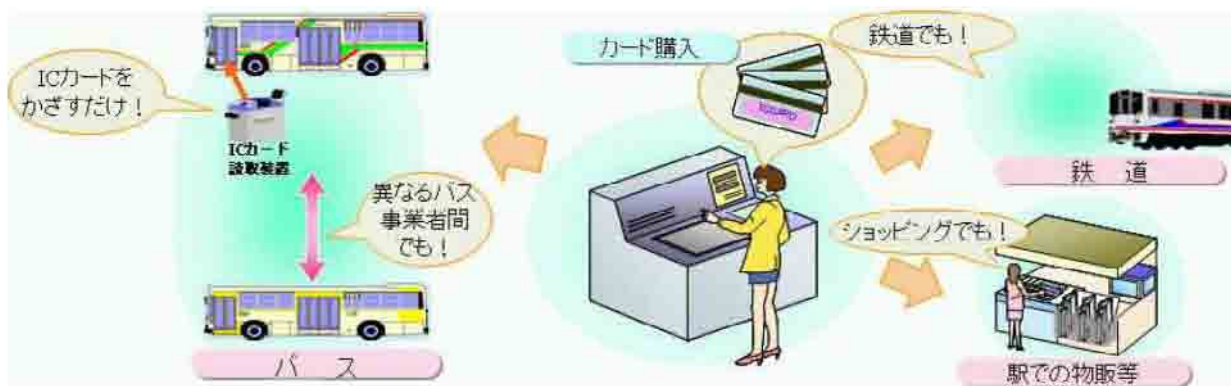 ICカードを
かざすだけ！
ICカード
読取装置
異なるバス
事業者間
でも！
バ ス
カード購入
鉄道でも！
鉄 道
ショッピングでも！
駅での物販等